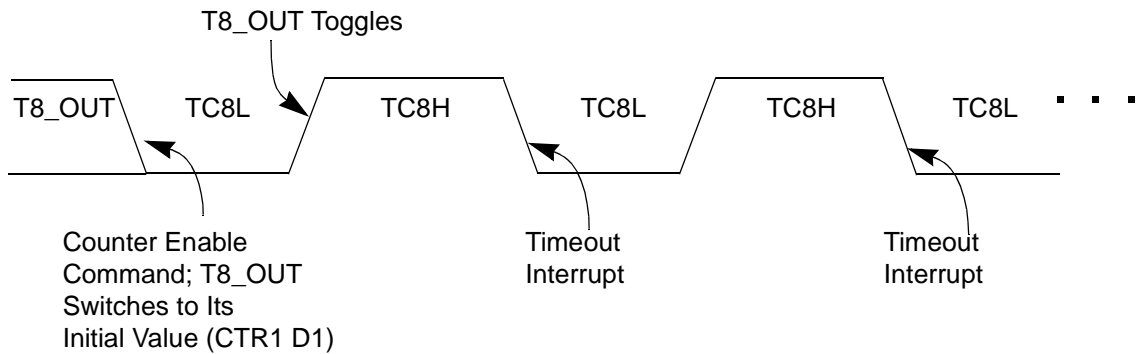 T8_OUT Toggles
T8_OUT TC8L TC8H TC8L TC8H TC8L . . .
Counter Enable
Command; T8_OUT
Switches to Its
Initial Value (CTR1 D1)
Timeout
Interrupt
Timeout
Interrupt